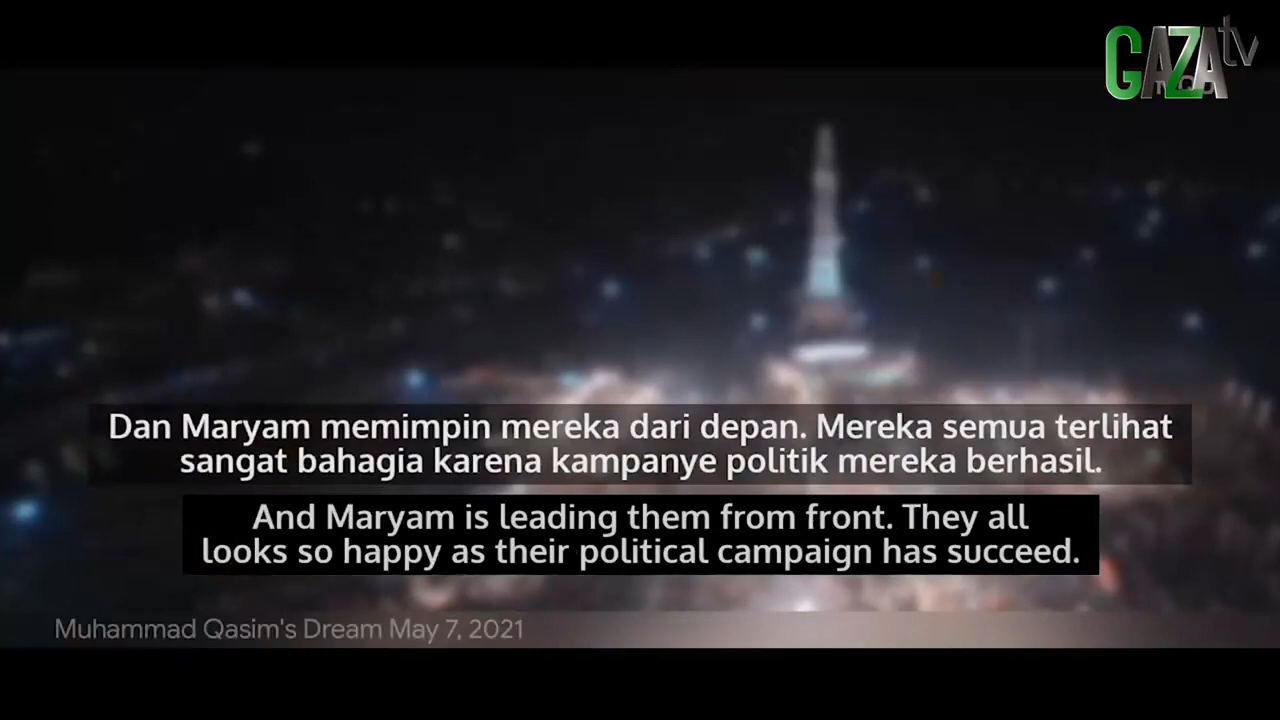 GAZA tv
Dan Maryam memimpin mereka dari depan. Mereka semua terlihat
sangat bahagia karena kampanye politik mereka berhasil.
And Maryam is leading them from front. They all
looks so happy as their political campaign has succeed.
Muhammad Qasim's Dream May 7, 2021